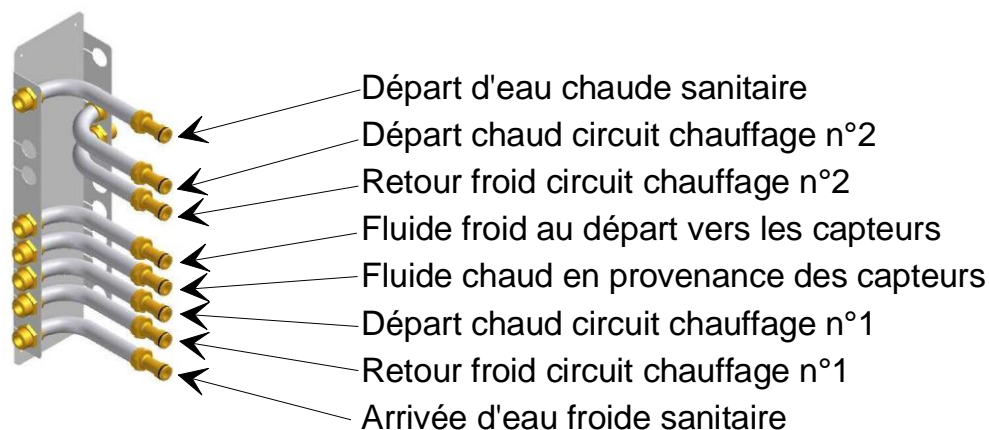 Départ d'eau chaude sanitaire
Départ chaud circuit chauffage n°2
Retour froid circuit chauffage n°2
Fluide froid au départ vers les capteurs
Fluide chaud en provenance des capteurs
Départ chaud circuit chauffage n°1
Retour froid circuit chauffage n°1
Arrivée d'eau froide sanitaire